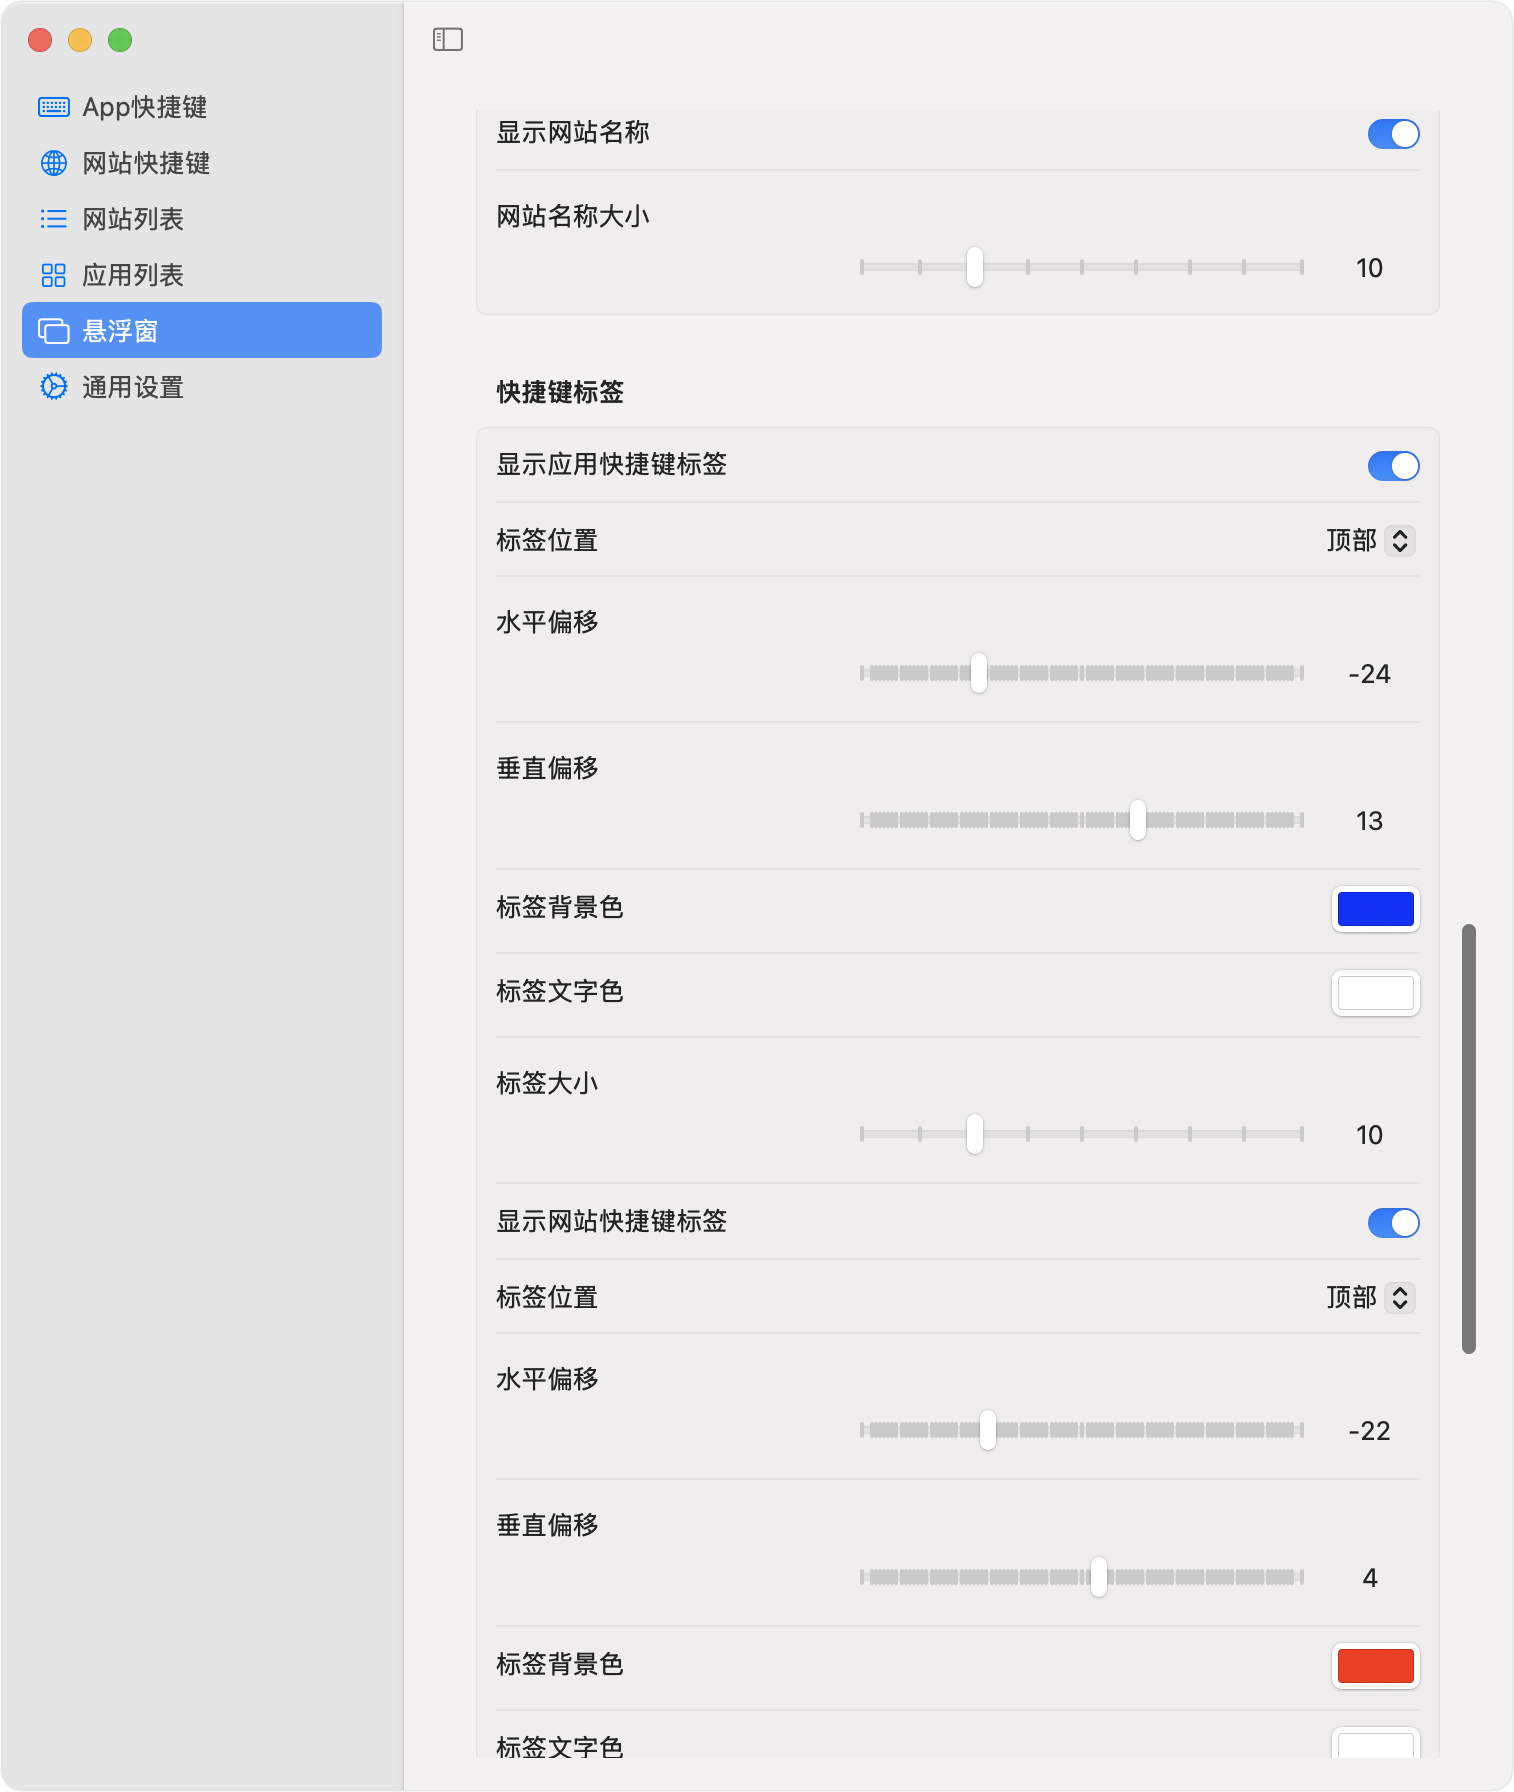 App快捷键
网站快捷键
网站列表
应用列表
悬浮窗
通用设置
显示网站名称
网站名称大小
10
快捷键标签
显示应用快捷键标签
标签位置
顶部
水平偏移
-24
垂直偏移
13
标签背景色
标签文字色
标签大小
10
显示网站快捷键标签
标签位置
顶部
水平偏移
-22
垂直偏移
4
标签背景色
标签文字色